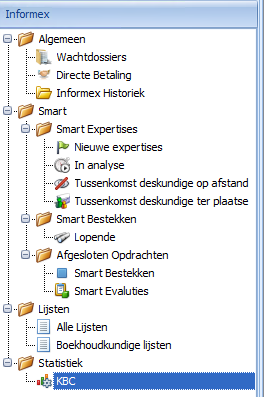 Informex
Algemeen
Wachtdossiers
Directe Betaling
Informex Historiek
Smart
Smart Expertises
Nieuwe expertises
In analyse
Tussenkomst deskundige op afstand
Tussenkomst deskundige ter plaatse
Smart Bestekken
Lopende
Afgesloten Opdrachten
Smart Bestekken
Smart Evaluties
Lijsten
Alle Lijsten
Boekhoudkundige lijsten
Statistiek
KBC